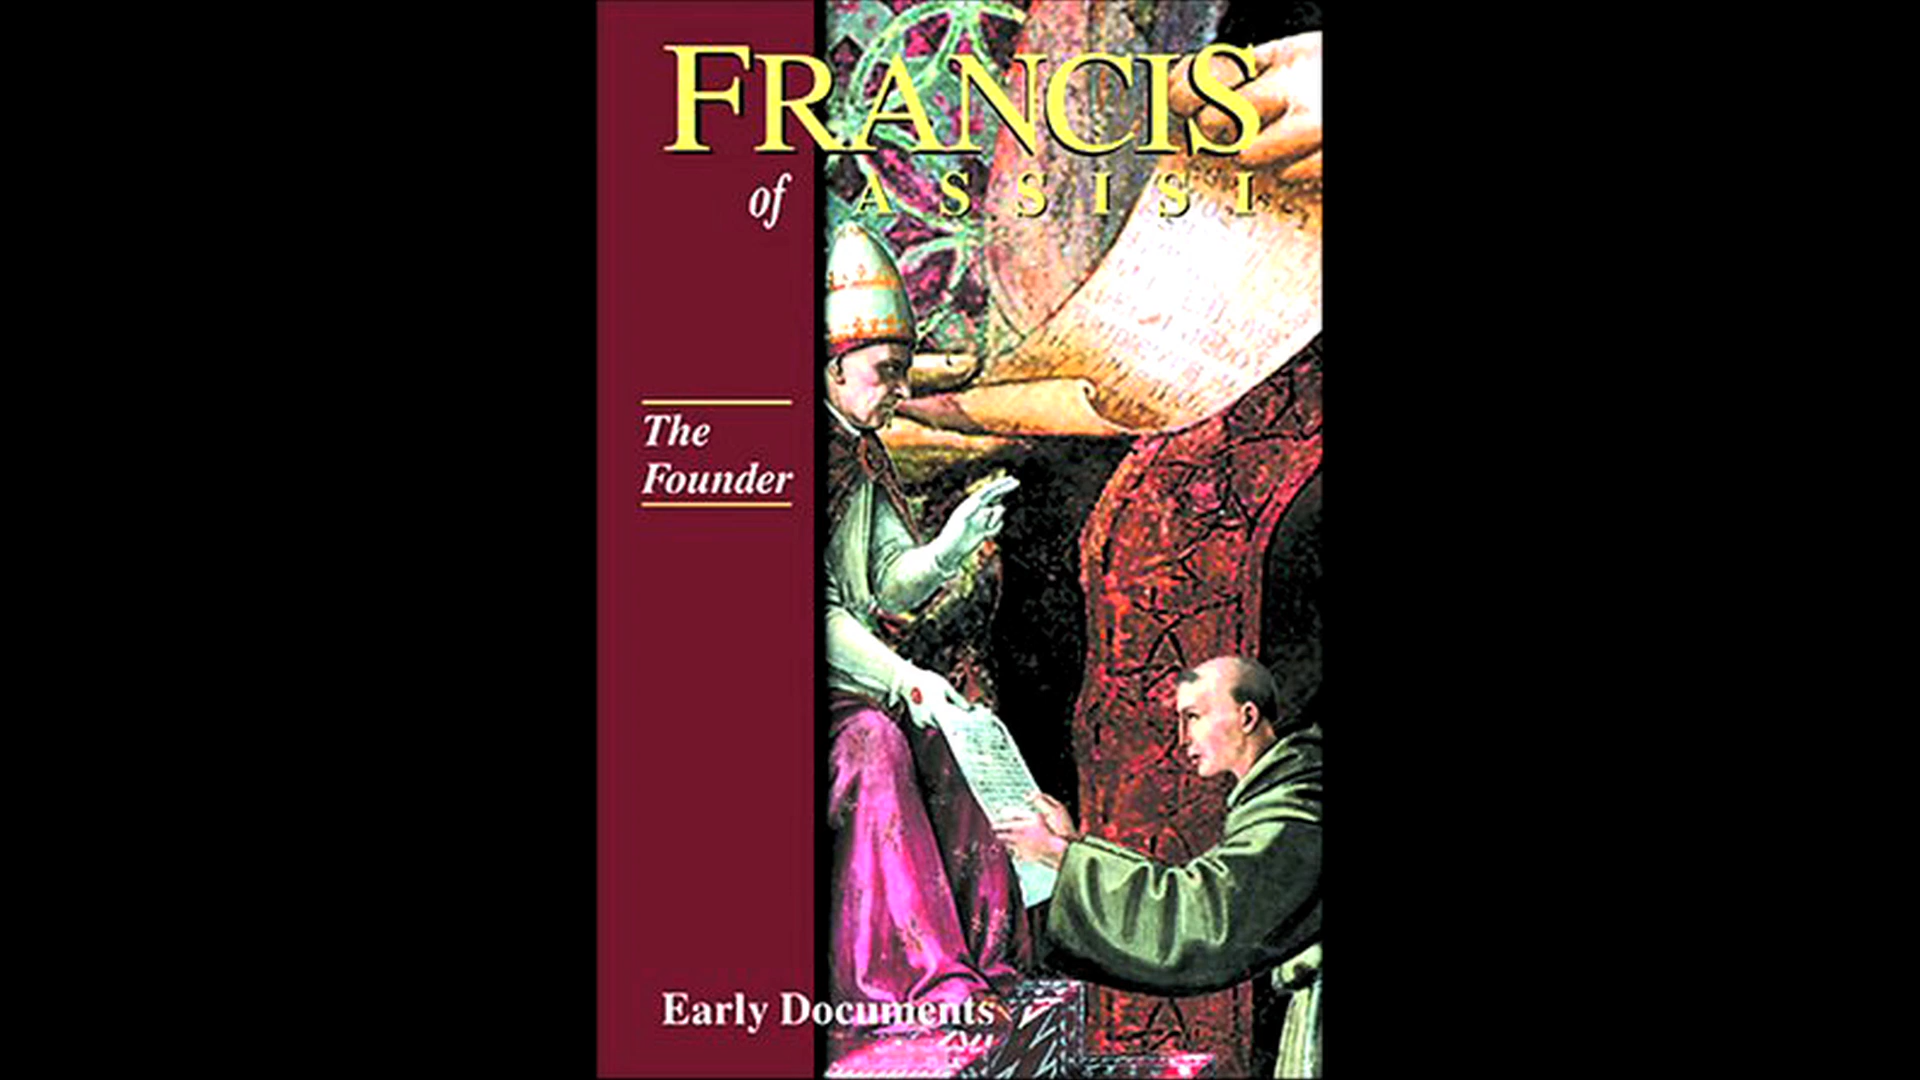 FRANCIS
of ASSISI
The
Founder
Early Documents